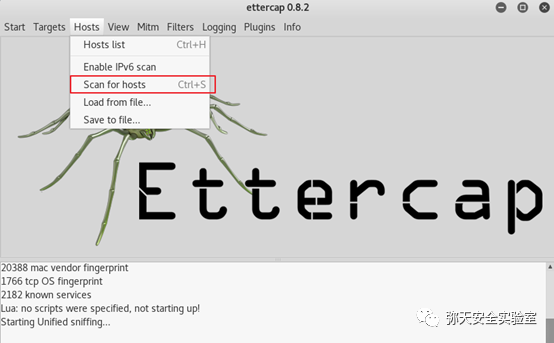 ettercap 0.8.2
Start Targets Hosts View Mitm Filters Logging Plugins Info
Hosts list Ctrl+H
Enable IPv6 scan
Scan for hosts Ctrl+S
Load from file...
Save to file...
Ettercap
20388 mac vendor fingerprint
1766 tcp OS fingerprint
2182 known services
Lua: no scripts were specified, not starting up!
Starting Unified sniffing...
弥天安全实验室